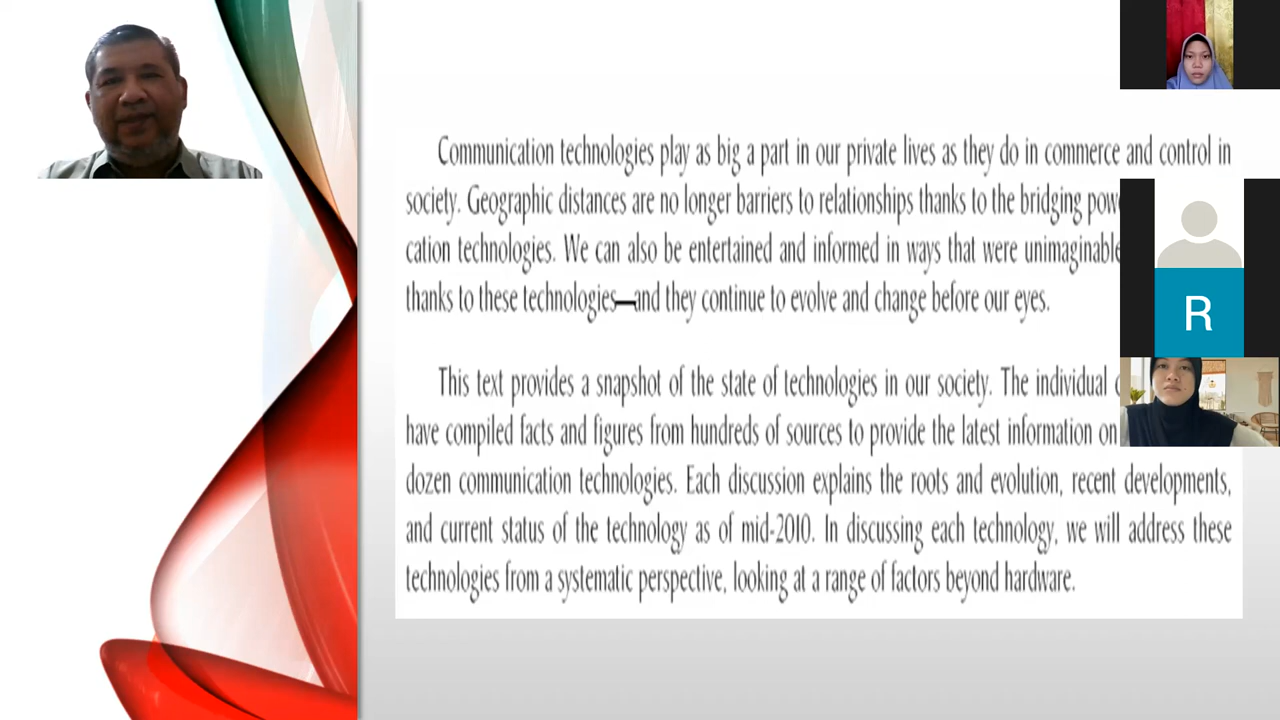 Communication technologies play as big a part in our private lives as they do in commerce and control in
society. Geographic distances are no longer barriers to relationships thanks to the bridging
cation technologies. We can also be entertained and informed in ways that were unimaginable
thanks to these technologies—and they continue to evolve and change before our eyes.
This text provides a snapshot of the state of technologies in our society. The individual
have compiled facts and figures from hundreds of sources to provide the latest information on
dozen communication technologies. Each discussion explains the roots and evolution, recent developments,
and current status of the technology as of mid-2010. In discussing each technology, we will address these
technologies from a systematic perspective, looking at a range of factors beyond hardware.
R